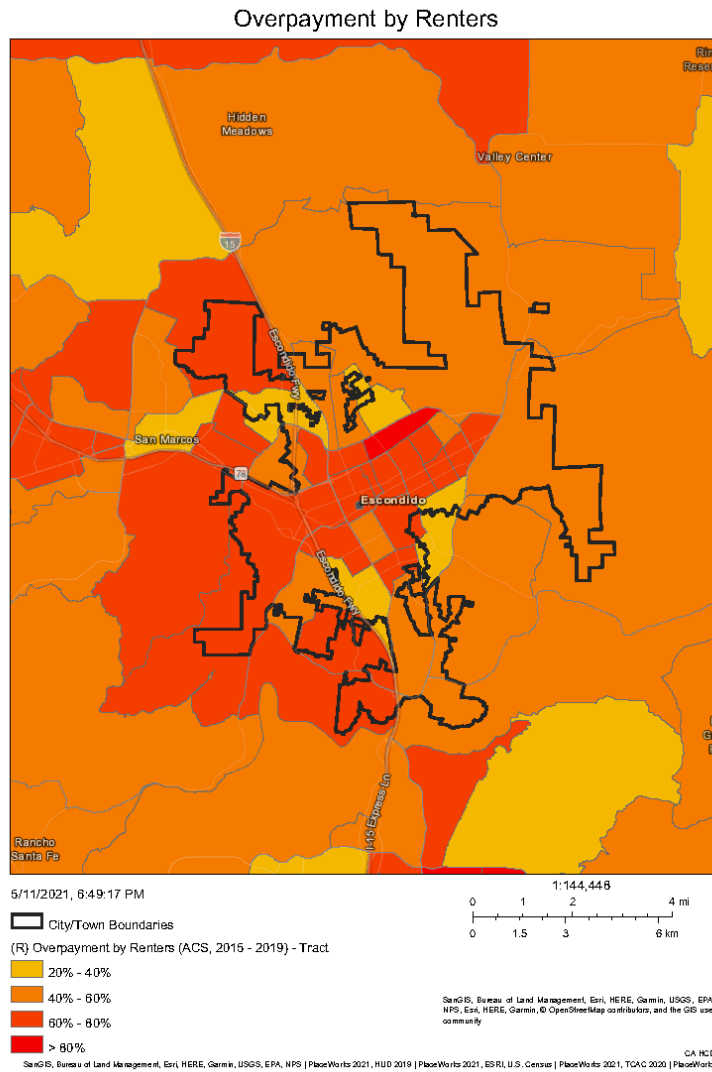 Overpayment by Renters
Hidden
Meadows
Valley Center
15
Escondido Fwy
San Marcos
78
Escondido
Escondido Fwy
I-15 Express Ln
Rancho
Santa Fe
5/11/2021, 6:49:17 PM
City/Town Boundaries
(R) Overpayment by Renters (ACS, 2015 - 2019) - Tract
20% - 40%
40% - 60%
60% - 80%
> 80%
1:144,448
0 1 2 4 mi
0 1.5 3 6 km
SanGIS, Bureau of Land Management, Esri, HERE, Garmin, USGS, EPA,
NPS, Esri, HERE, Garmin, © OpenStreetMap contributors, and the GIS use
community
CA HCD
SanGIS, Bureau of Land Management, Esri, HERE, Garmin, USGS, EPA, NPS | PlaceWorks 2021, HUD 2019 | PlaceWorks 2021, ESRI, U.S. Census | PlaceWorks 2021, TCAC 2020 | PlaceWorks